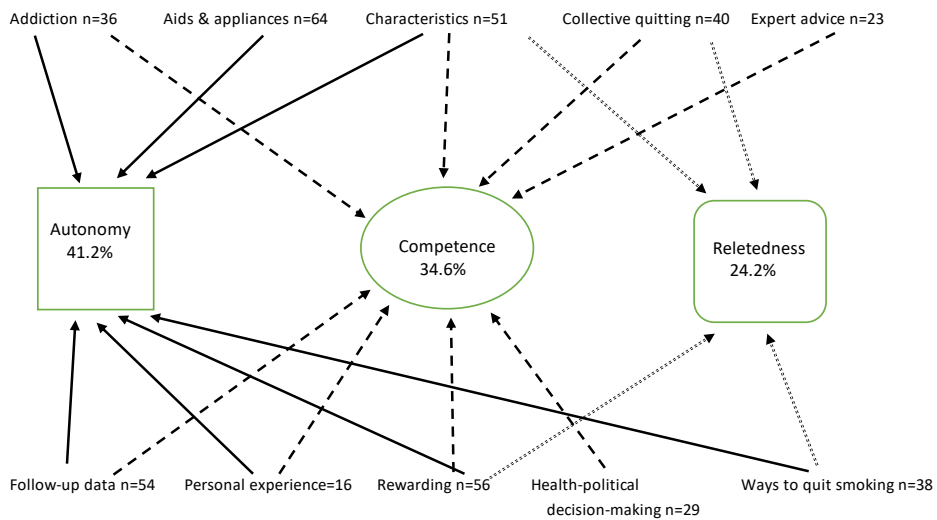 Addiction n=36
Aids & appliances n=64
Characteristics n=51
Collective quitting n=40
Expert advice n=23
Autonomy
41.2%
Competence
34.6%
Reletedness
24.2%
Follow-up data n=54
Personal experience=16
Rewarding n=56
Health-political
decision-making n=29
Ways to quit smoking n=38